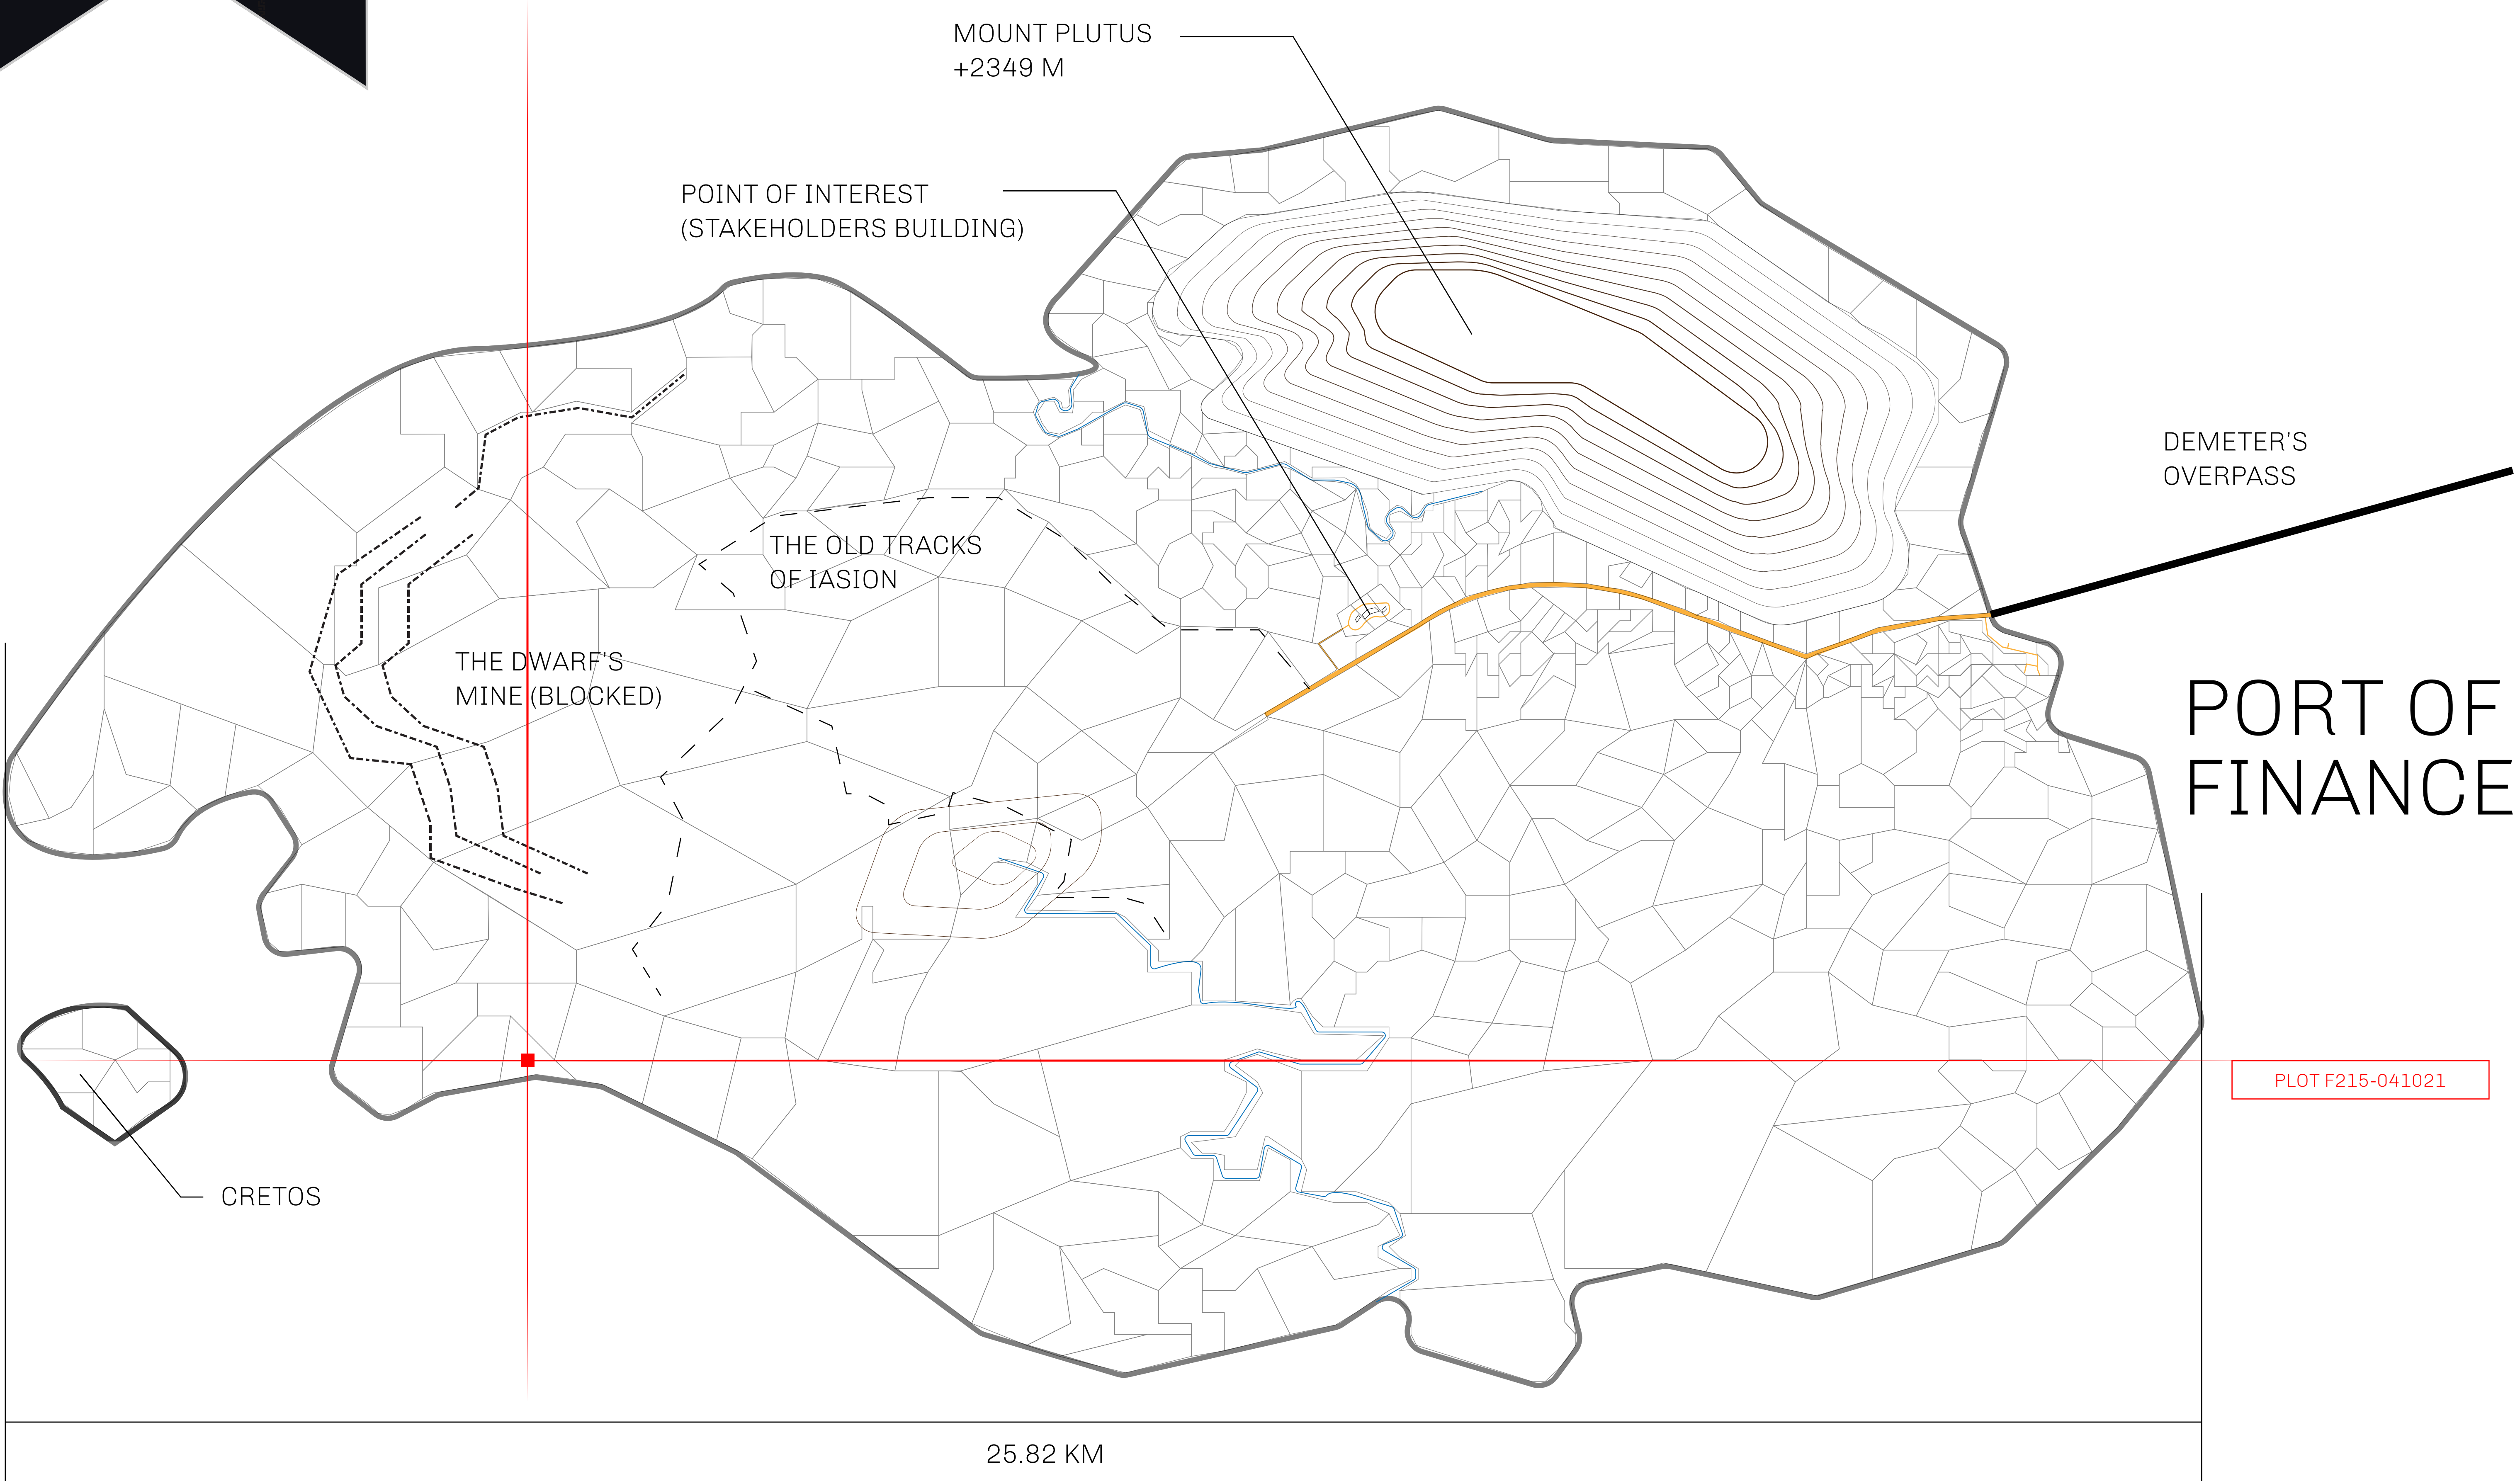 MOUNT PLUTUS
+2349 M
POINT OF INTEREST
(STAKEHOLDERS BUILDING)
DEMETER'S
OVERPASS
THE OLD TRACKS
OF IASION
THE DWARF'S
MINE (BLOCKED)
PORT OF
FINANCE
PLOT F215-041021
CRETOS
25.82 KM